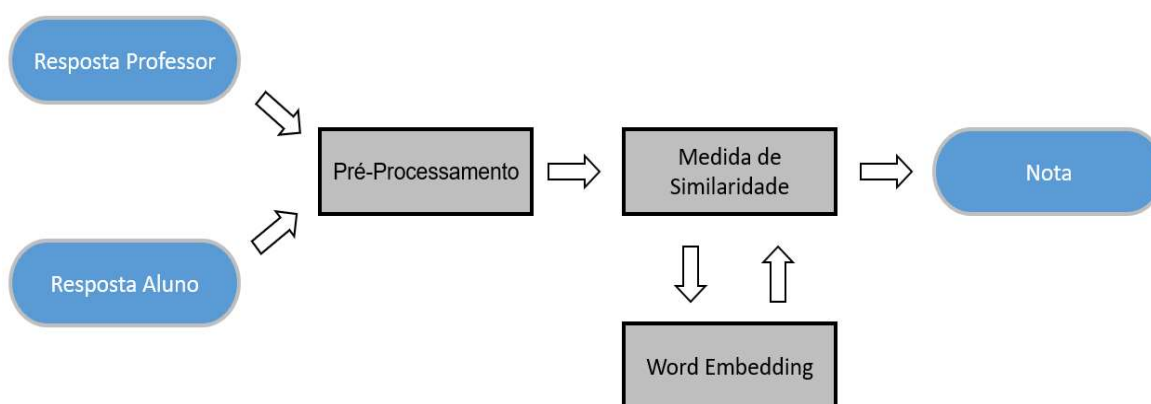 Resposta Professor
Pré-Processamento
Medida de
Similaridade
Nota
Resposta Aluno
Word Embedding